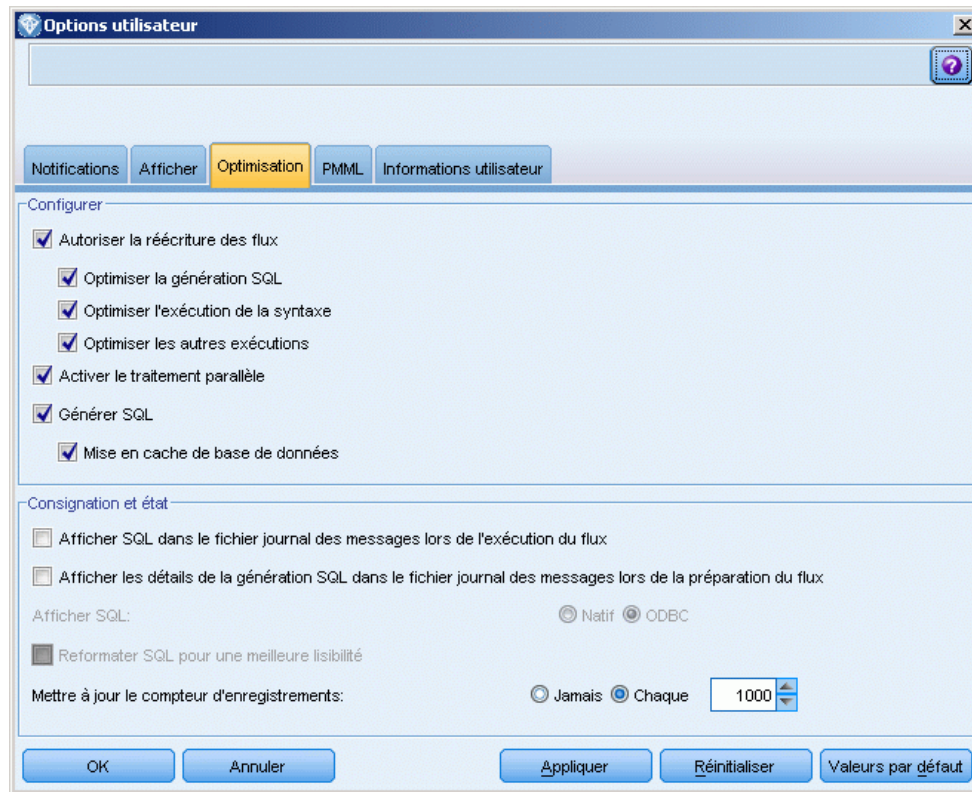 Options utilisateur
?
Notifications Afficher Optimisation PMML Informations utilisateur
Configurer
Autoriser la réécriture des flux
Optimiser la génération SQL
Optimiser l'exécution de la syntaxe
Optimiser les autres exécutions
Activer le traitement parallèle
Générer SQL
Mise en cache de base de données
Consignation et état
Afficher SQL dans le fichier journal des messages lors de l'exécution du flux
Afficher les détails de la génération SQL dans le fichier journal des messages lors de la préparation du flux
Afficher SQL: Natif ODBC
Reformater SQL pour une meilleure lisibilité
Mettre à jour le compteur d'enregistrements: Jamais Chaque 1000
OK Annuler Appliquer Réinitialiser Valeurs par défaut